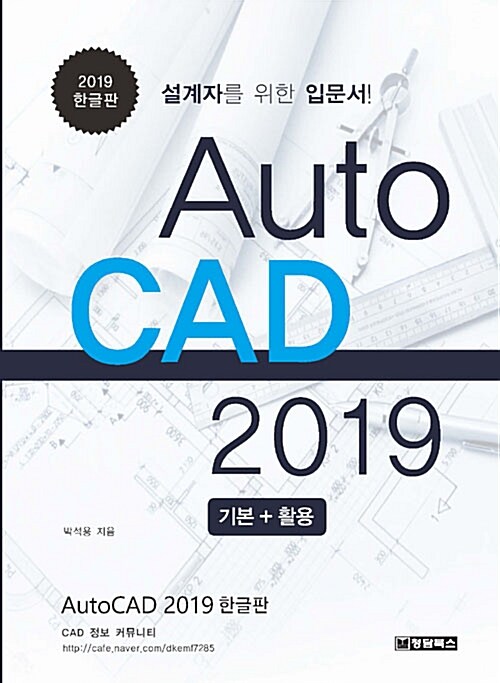 2019
한글판
설계자를 위한 입문서!
Auto
CAD
2019
기본 + 활용
박석용 지음
AutoCAD 2019 한글판
CAD 정보 커뮤니티
http://cafe.naver.com/dkemf7285
청담북스